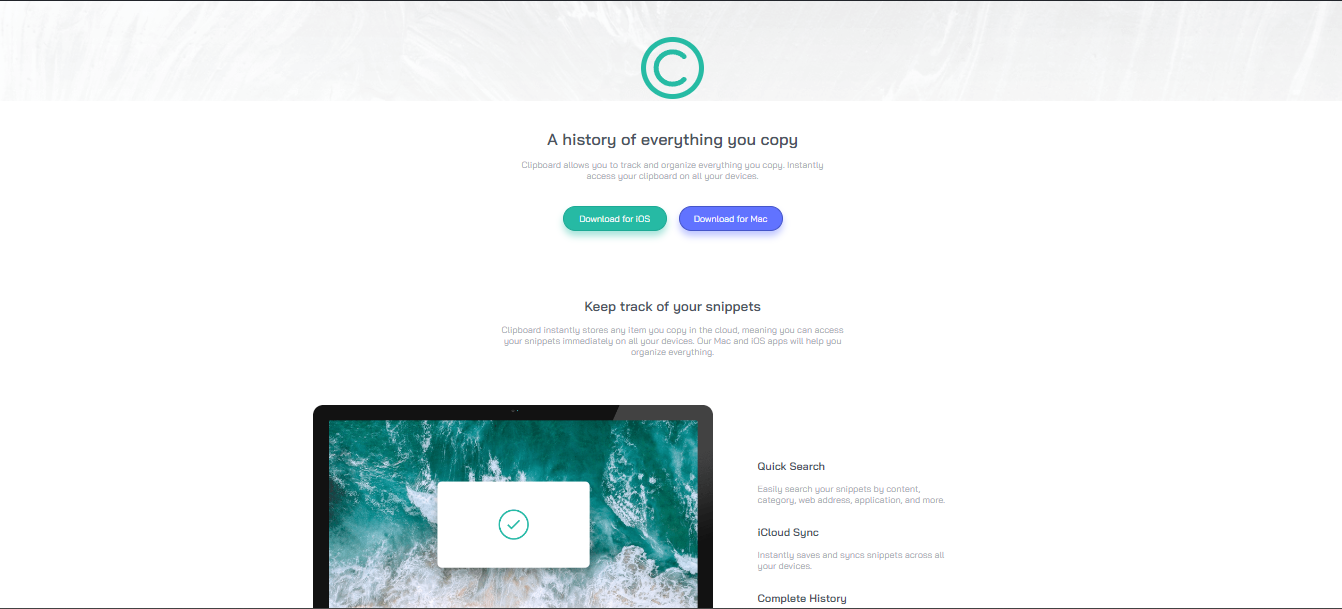 C
A history of everything you copy
Clipboard allows you to track and organize everything you copy. Instantly
access your clipboard on all your devices.
Download for iOS
Download for Mac
Keep track of your snippets
Clipboard instantly stores any item you copy in the cloud, meaning you can access
your snippets immediately on all your devices. Our Mac and iOS apps will help you
organize everything.
Quick Search
Easily search your snippets by content,
category, web address, application, and more.
iCloud Sync
Instantly saves and syncs snippets across all
your devices.
Complete History